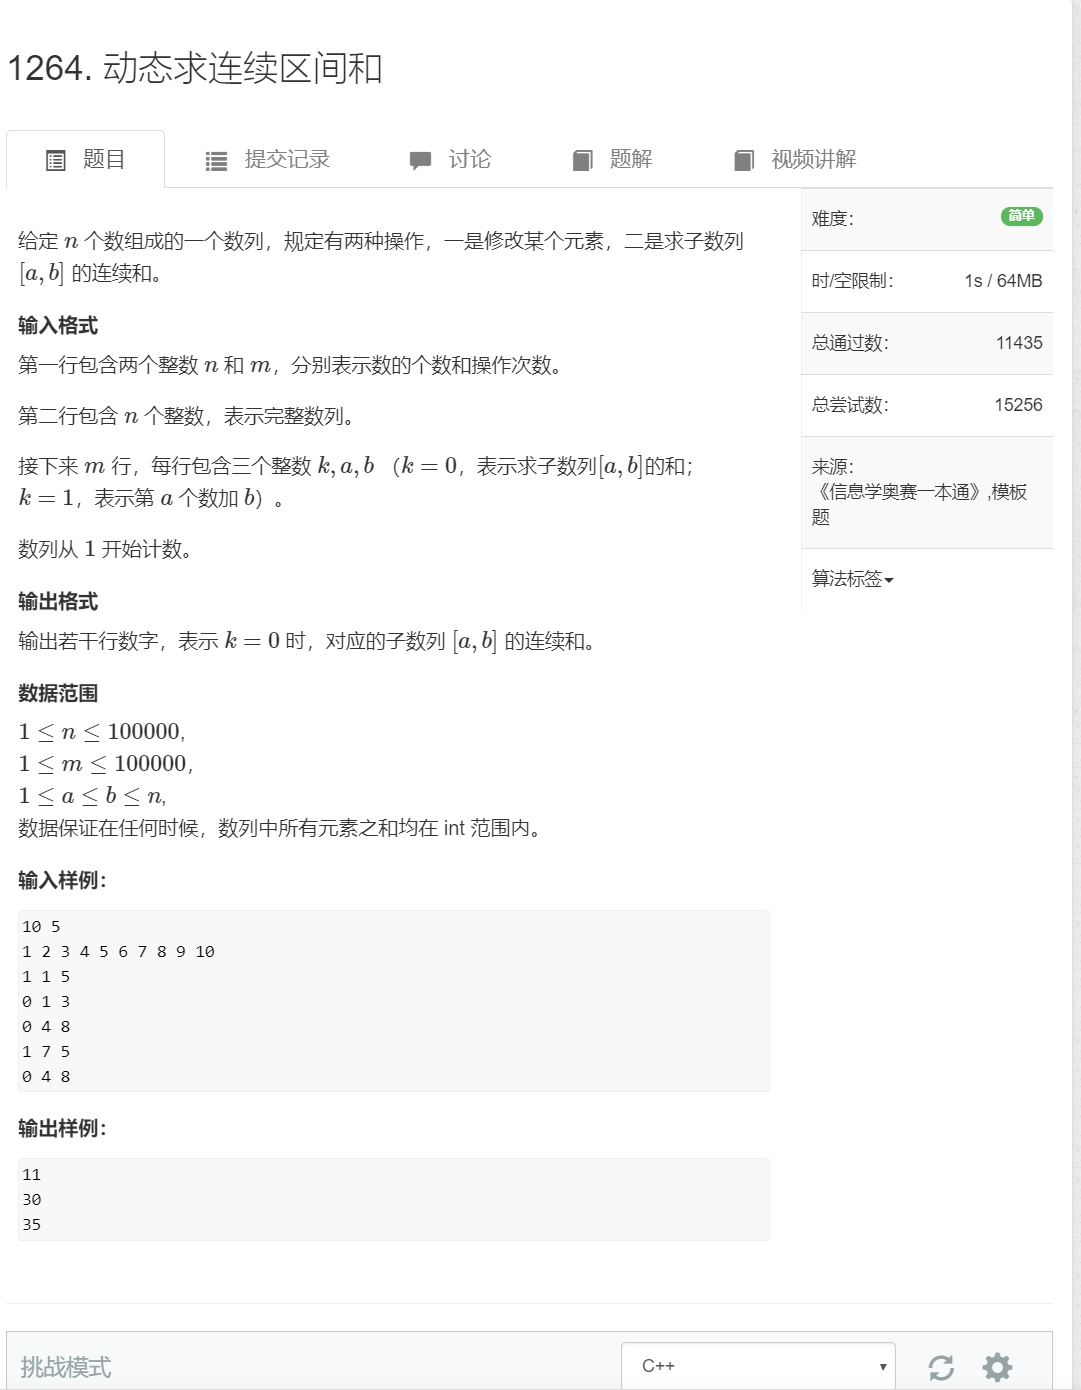 1264. 动态求连续区间和
题目 提交记录 讨论 题解 视频讲解
给定 n 个数组成的一个数列，规定有两种操作，一是修改某个元素，二是求子数列
[a, b] 的连续和。
输入格式
第一行包含两个整数 n 和 m，分别表示数的个数和操作次数。
第二行包含 n 个整数，表示完整数列。
接下来 m 行，每行包含三个整数 k, a, b （k = 0，表示求子数列[a, b]的和；
k = 1，表示第 a 个数加 b）。
数列从 1 开始计数。
输出格式
输出若干行数字，表示 k = 0 时，对应的子数列 [a, b] 的连续和。
数据范围
1 ≤ n ≤ 100000,
1 ≤ m ≤ 100000，
1 ≤ a ≤ b ≤ n,
数据保证在任何时候，数列中所有元素之和均在 int 范围内。
输入样例：
10 5
1 2 3 4 5 6 7 8 9 10
1 1 5
0 1 3
0 4 8
1 7 5
0 4 8
输出样例：
11
30
35
难度： 简单
时/空限制： 1s / 64MB
总通过数： 11435
总尝试数： 15256
来源：
《信息学奥赛一本通》,模板
题
算法标签
挑战模式 C++